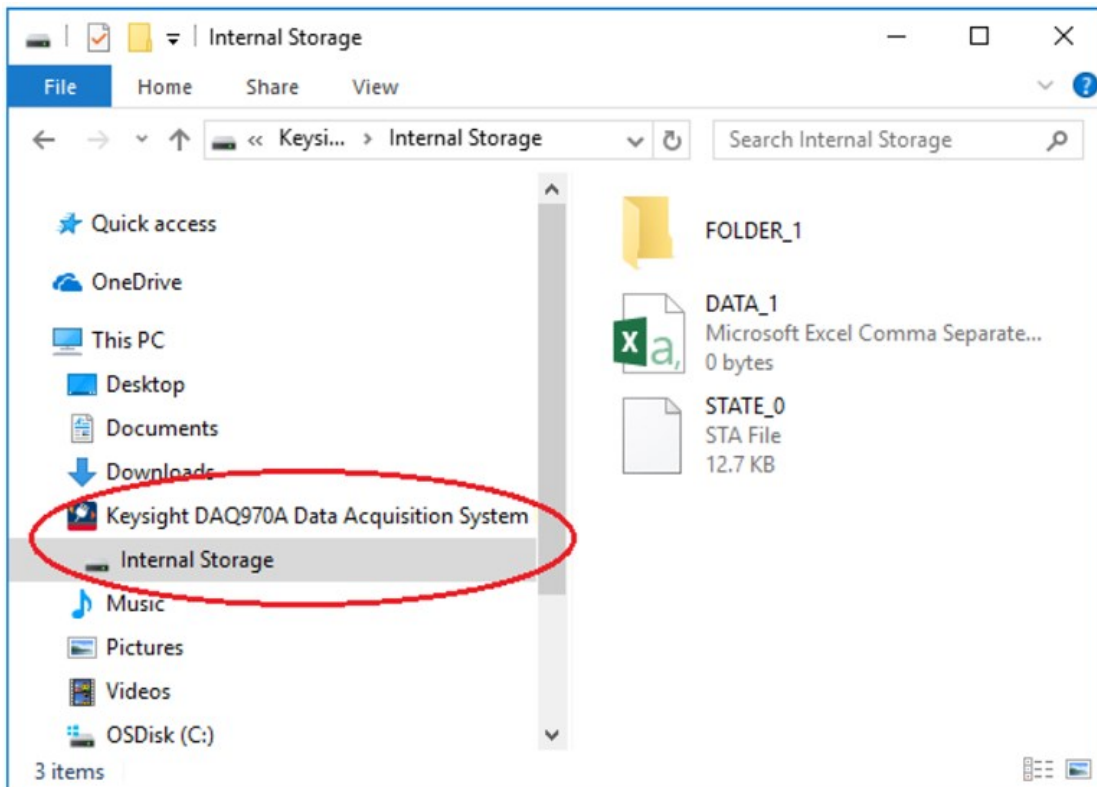 Internal Storage
File Home Share View
« Keysi... > Internal Storage
Search Internal Storage
Quick access
OneDrive
This PC
Desktop
Documents
Downloads
Keysight DAQ970A Data Acquisition System
Internal Storage
Music
Pictures
Videos
OSDisk (C:)
FOLDER_1
DATA_1
Microsoft Excel Comma Separate...
0 bytes
STATE_0
STA File
12.7 KB
3 items